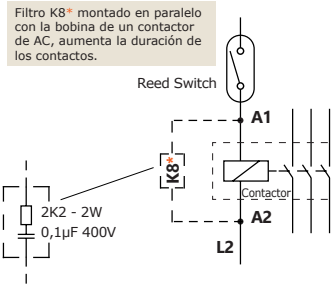 Filtro K8* montado en paralelo
con la bobina de un contactor
de AC, aumenta la duración de
los contactos.
Reed Switch
A1
K8*
Contactor
2K2 - 2W
0,1µF 400V
A2
L2